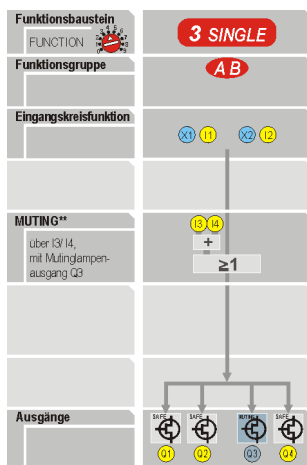 Funktionsbaustein
FUNCTION
3 SINGLE
Funktionsgruppe
A B
Eingangskreisfunktion
X1 I1 X2 I2
MUTING**
über I3/ I4,
mit Mutinglampen-
ausgang Q3
I3 I4
+
≥1
Ausgänge
SAFE SAFE MUTING SAFE
Q1 Q2 Q3 Q4